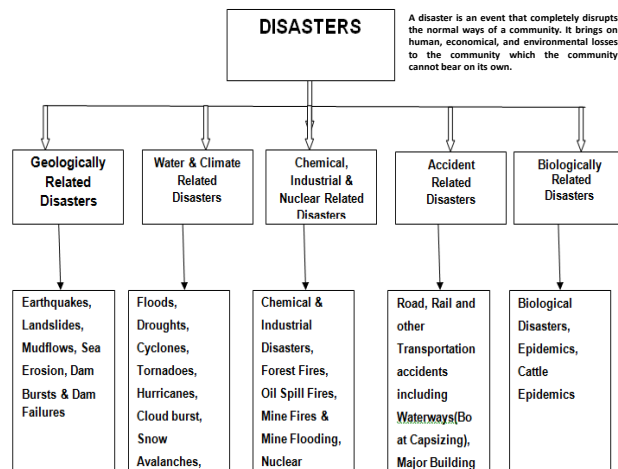 DISASTERS
A disaster is an event that completely disrupts
the normal ways of a community. It brings on
human, economical, and environmental losses
to the community which the community
cannot bear on its own.
Geologically
Related
Disasters
Water & Climate
Related
Disasters
Chemical,
Industrial &
Nuclear Related
Disasters
Accident
Related
Disasters
Biologically
Related
Disasters
Earthquakes,
Landslides,
Mudflows, Sea
Erosion, Dam
Bursts & Dam
Failures
Floods,
Droughts,
Cyclones,
Tornadoes,
Hurricanes,
Cloud burst,
Snow
Avalanches,
Chemical &
Industrial
Disasters,
Forest Fires,
Oil Spill Fires,
Mine Fires &
Mine Flooding,
Nuclear
Road, Rail and
other
Transportation
accidents
including
Waterways(Bo
at Capsizing),
Major Building
Biological
Disasters,
Epidemics,
Cattle
Epidemics